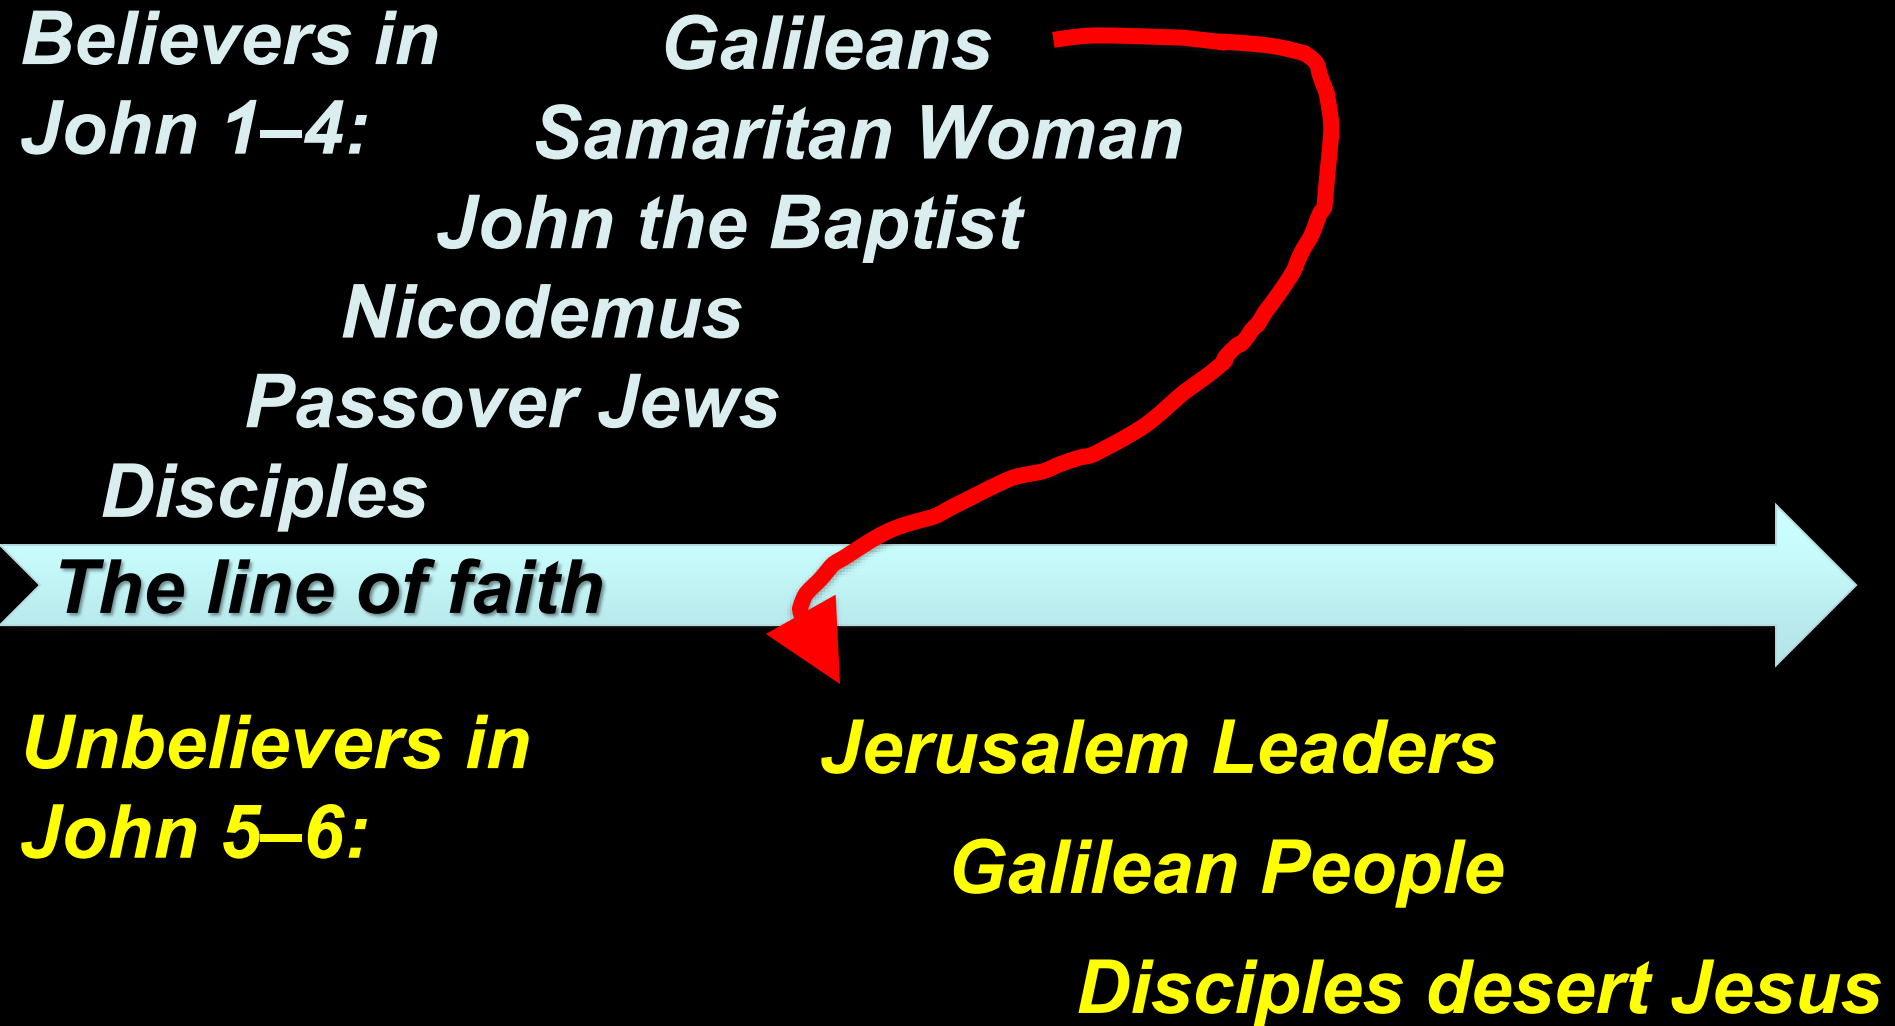 Believers in
John 1–4:
Galileans
Samaritan Woman
John the Baptist
Nicodemus
Passover Jews
Disciples
The line of faith
Unbelievers in
John 5–6:
Jerusalem Leaders
Galilean People
Disciples desert Jesus